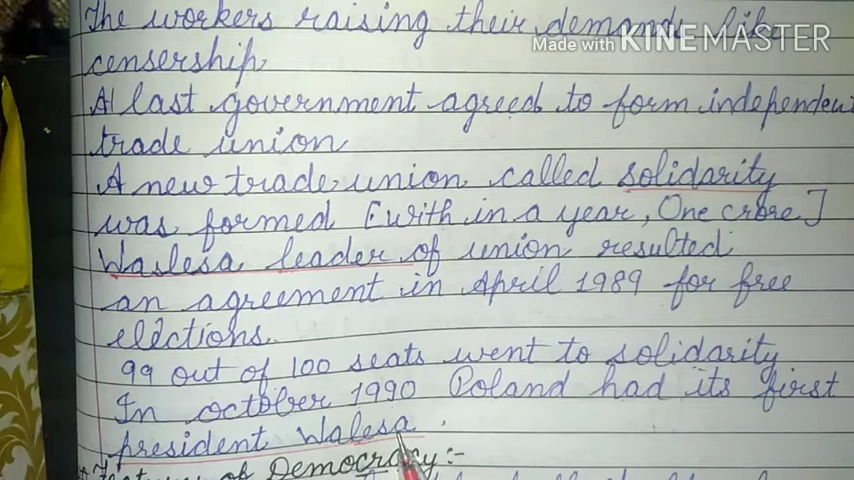 The workers raising their demands like
Made with KINEMASTER
censership
At last government agreed to form independent
trade union
A new trade union called solidarity
was formed [with in a year, One crore]
Waslesa leader of union resulted
an agreement in April 1989 for free
elections.
99 out of 100 seats went to solidarity
In october 1990 Poland had its first
president Walesa.
Features of Democracy:-